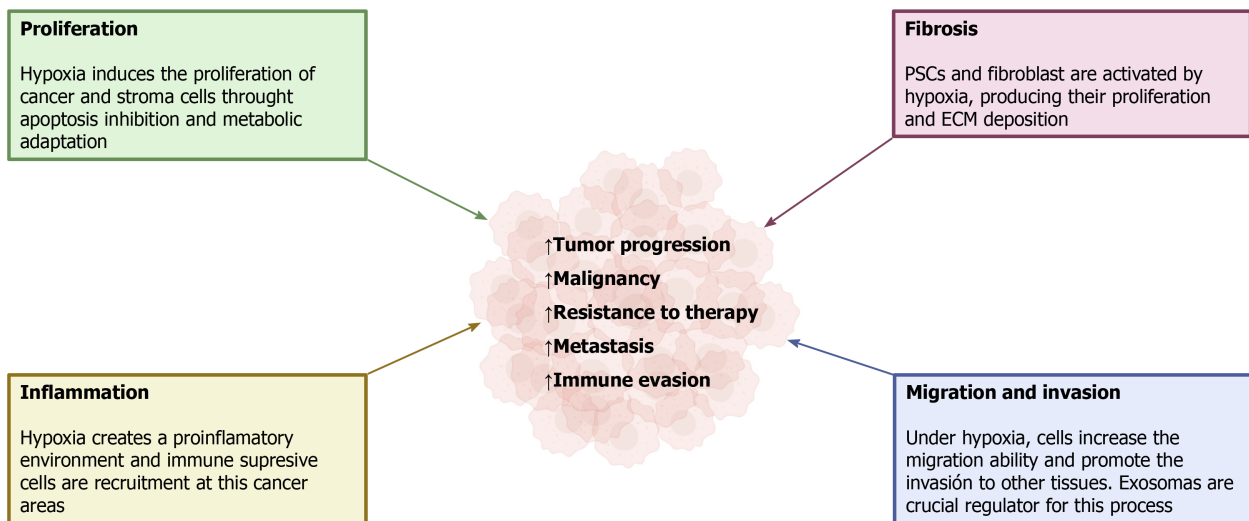 Proliferation
Hypoxia induces the proliferation of
cancer and stroma cells throught
apoptosis inhibition and metabolic
adaptation
Fibrosis
PSCs and fibroblast are activated by
hypoxia, producing their proliferation
and ECM deposition
↑Tumor progression
↑Malignancy
↑Resistance to therapy
↑Metastasis
↑Immune evasion
Inflammation
Hypoxia creates a proinflamatory
environment and immune supresive
cells are recruitment at this cancer
areas
Migration and invasion
Under hypoxia, cells increase the
migration ability and promote the
invasión to other tissues. Exosomas are
crucial regulator for this process